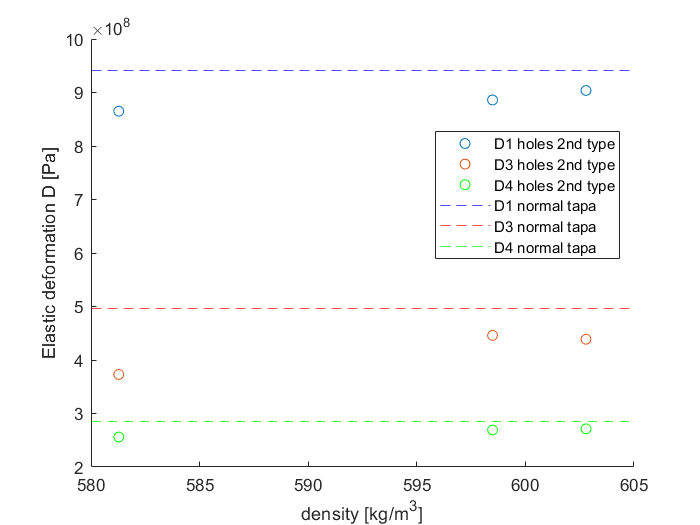 ×10^8
10
9
8
7
6
5
4
3
2
Elastic deformation D [Pa]
D1 holes 2nd type
D3 holes 2nd type
D4 holes 2nd type
D1 normal tapa
D3 normal tapa
D4 normal tapa
580 585 590 595 600 605
density [kg/m^3]